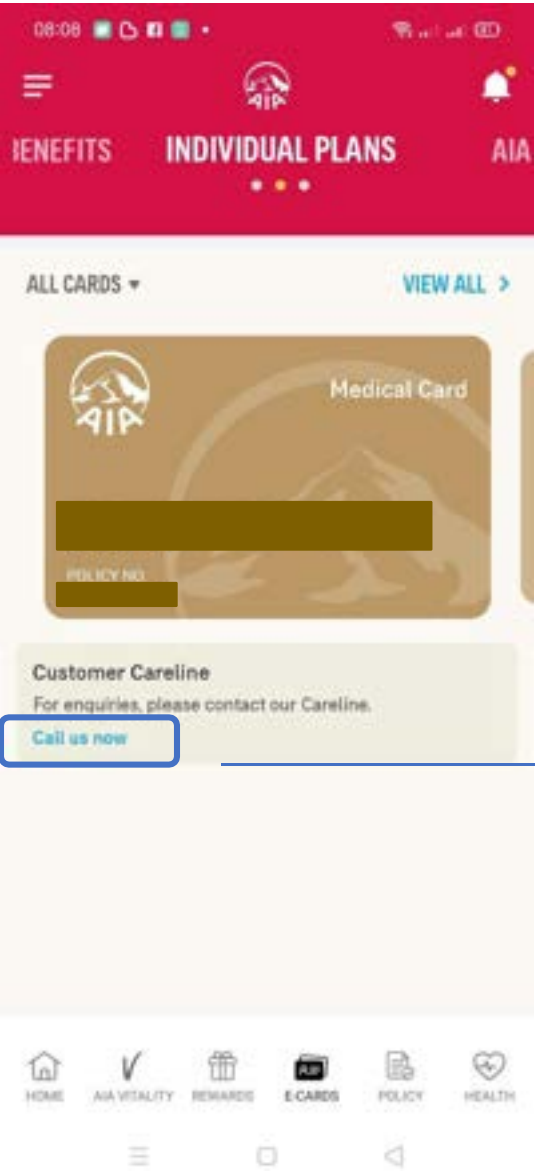 08:08
AIA
BENEFITS INDIVIDUAL PLANS AIA
ALL CARDS VIEW ALL >
AIA
Medical Card
POLICY NO
Customer Careline
For enquiries, please contact our Careline.
Call us now
HOME AIA VITALITY REWARDS E-CARDS POLICY HEALTH